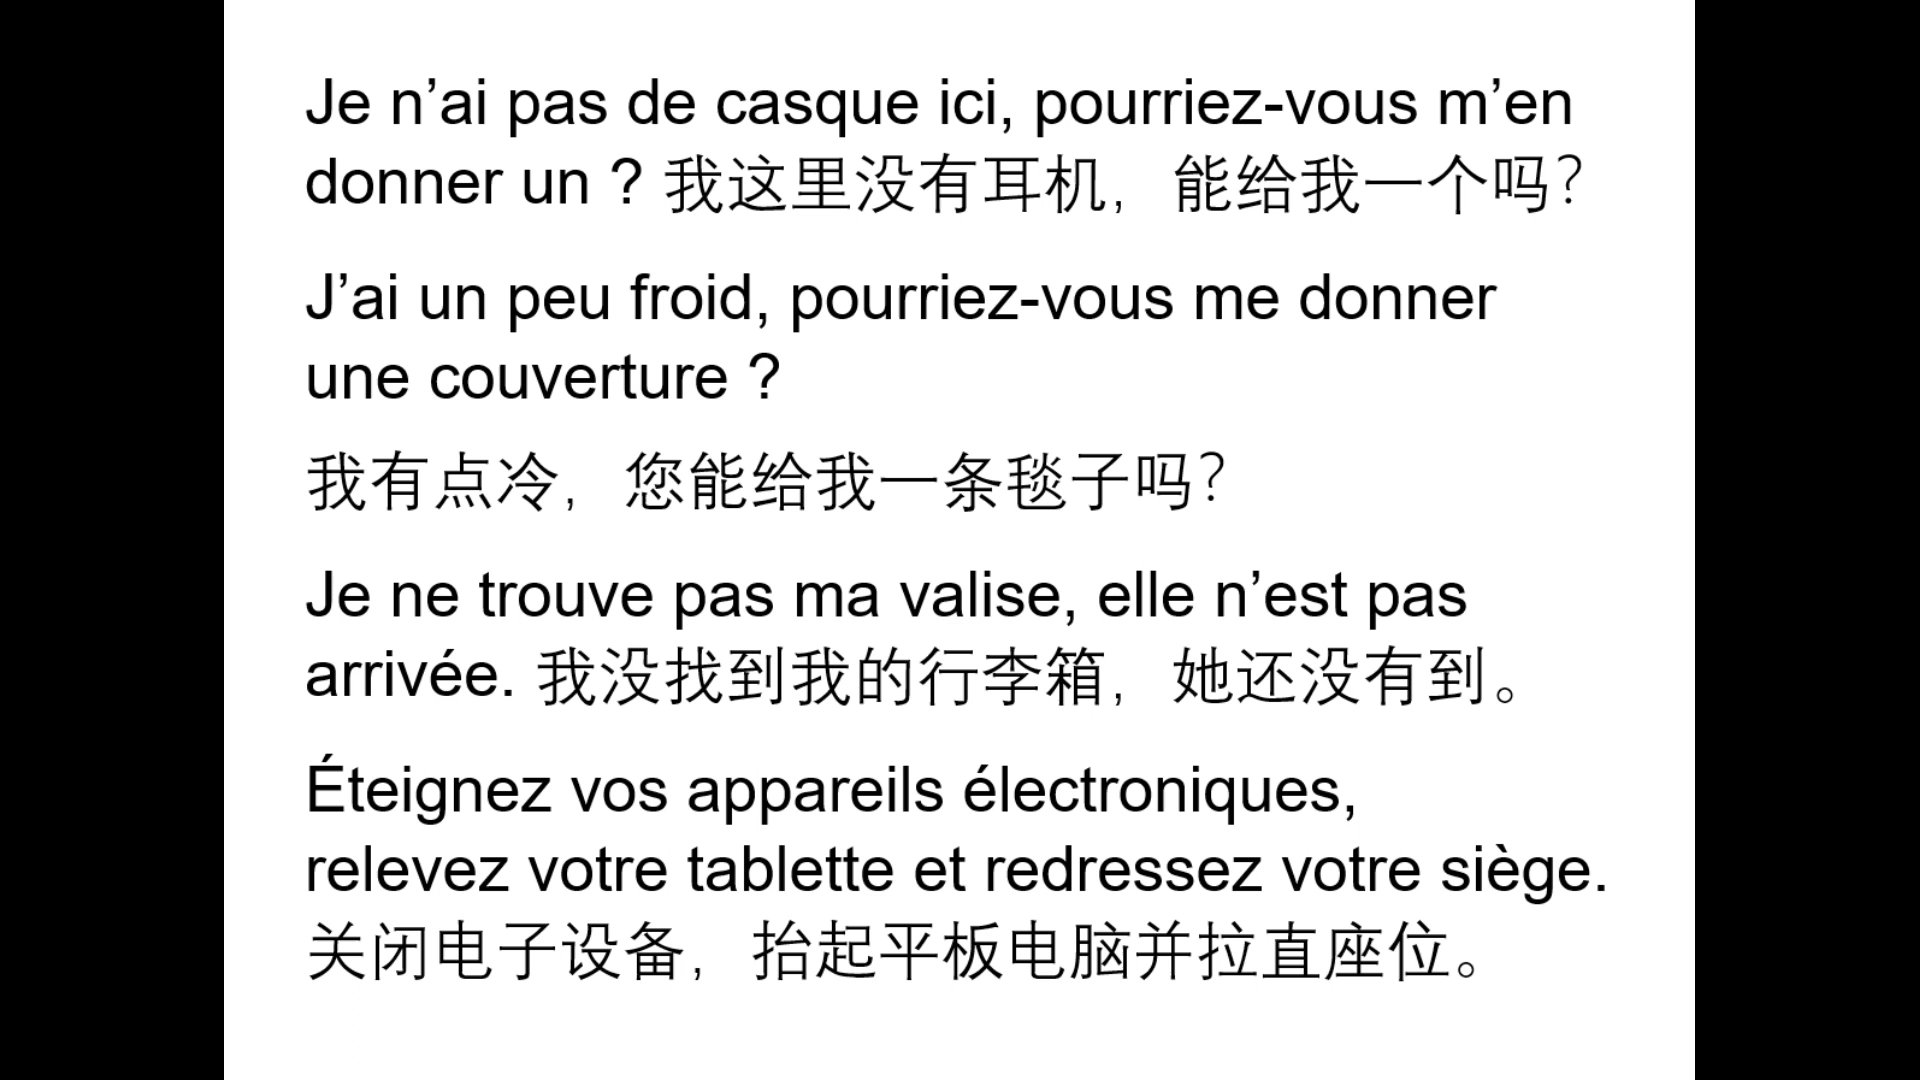 Je n’ai pas de casque ici, pourriez-vous m’en
donner un ? 我这里没有耳机，能给我一个吗？
J’ai un peu froid, pourriez-vous me donner
une couverture ?
我有点冷，您能给我一条毯子吗？
Je ne trouve pas ma valise, elle n’est pas
arrivée. 我没找到我的行李箱，她还没有到。
Éteignez vos appareils électroniques,
relevez votre tablette et redressez votre siège.
关闭电子设备，抬起平板电脑并拉直座位。